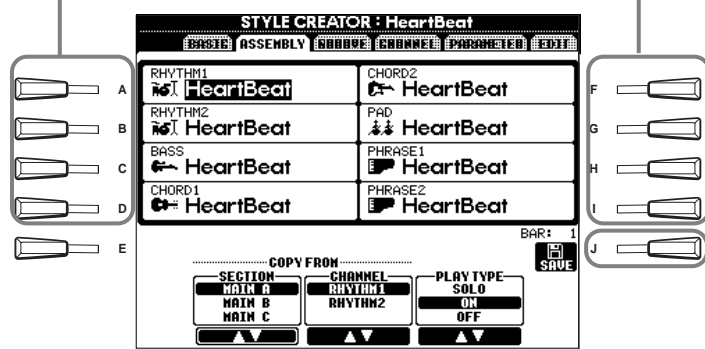 STYLE CREATOR : HeartBeat
BASIC ASSEMBLY GROOVE CHANNEL PARAMETER EDIT
RHYTHM1
HeartBeat
CHORD2
HeartBeat
RHYTHM2
HeartBeat
PAD
HeartBeat
BASS
HeartBeat
PHRASE1
HeartBeat
CHORD1
HeartBeat
PHRASE2
HeartBeat
A
B
C
D
E
F
G
H
I
J
BAR: 1
SAVE
COPY FROM
SECTION
MAIN A
MAIN B
MAIN C
CHANNEL
RHYTHM1
RHYTHM2
PLAY TYPE
SOLO
ON
OFF